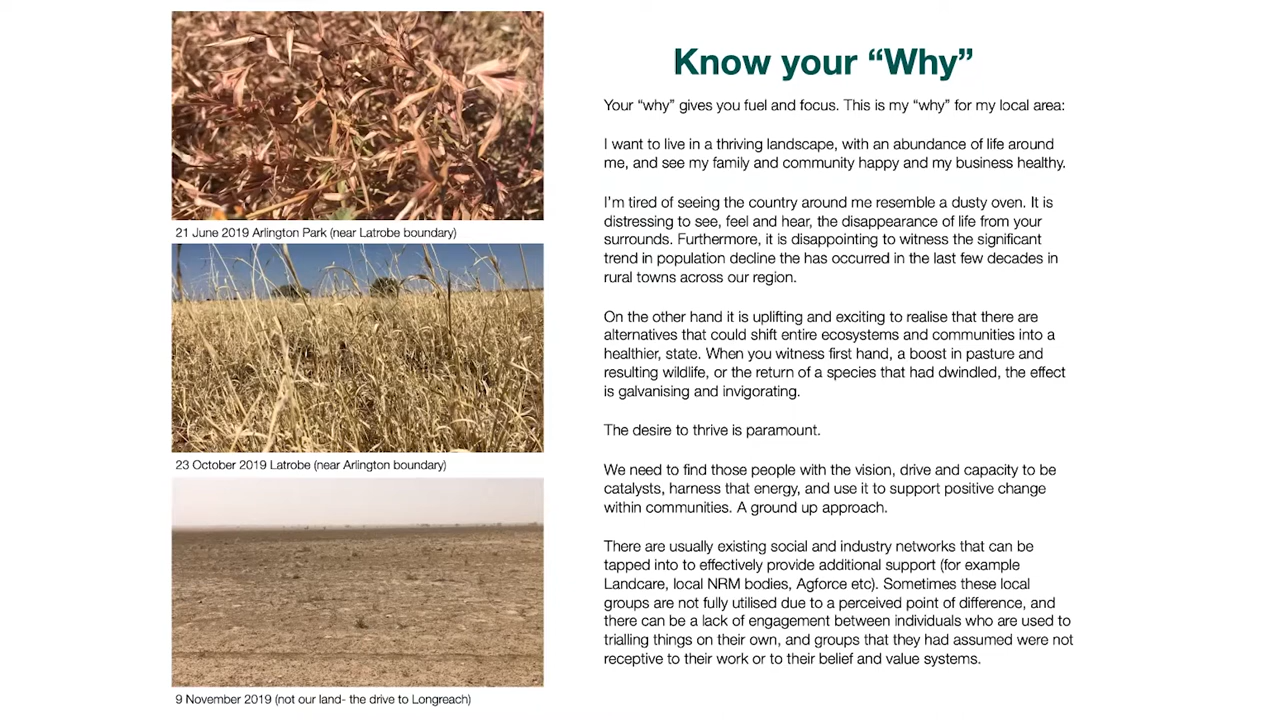 Know your “Why”
Your “why” gives you fuel and focus. This is my “why” for my local area:
I want to live in a thriving landscape, with an abundance of life around
me, and see my family and community happy and my business healthy.
I’m tired of seeing the country around me resemble a dusty oven. It is
distressing to see, feel and hear, the disappearance of life from your
surrounds. Furthermore, it is disappointing to witness the significant
trend in population decline the has occurred in the last few decades in
rural towns across our region.
On the other hand it is uplifting and exciting to realise that there are
alternatives that could shift entire ecosystems and communities into a
healthier, state. When you witness first hand, a boost in pasture and
resulting wildlife, or the return of a species that had dwindled, the effect
is galvanising and invigorating.
The desire to thrive is paramount.
We need to find those people with the vision, drive and capacity to be
catalysts, harness that energy, and use it to support positive change
within communities. A ground up approach.
There are usually existing social and industry networks that can be
tapped into to effectively provide additional support (for example
Landcare, local NRM bodies, Agforce etc). Sometimes these local
groups are not fully utilised due to a perceived point of difference, and
there can be a lack of engagement between individuals who are used to
trialling things on their own, and groups that they had assumed were not
receptive to their work or to their belief and value systems.
21 June 2019 Arlington Park (near Latrobe boundary)
23 October 2019 Latrobe (near Arlington boundary)
9 November 2019 (not our land- the drive to Longreach)